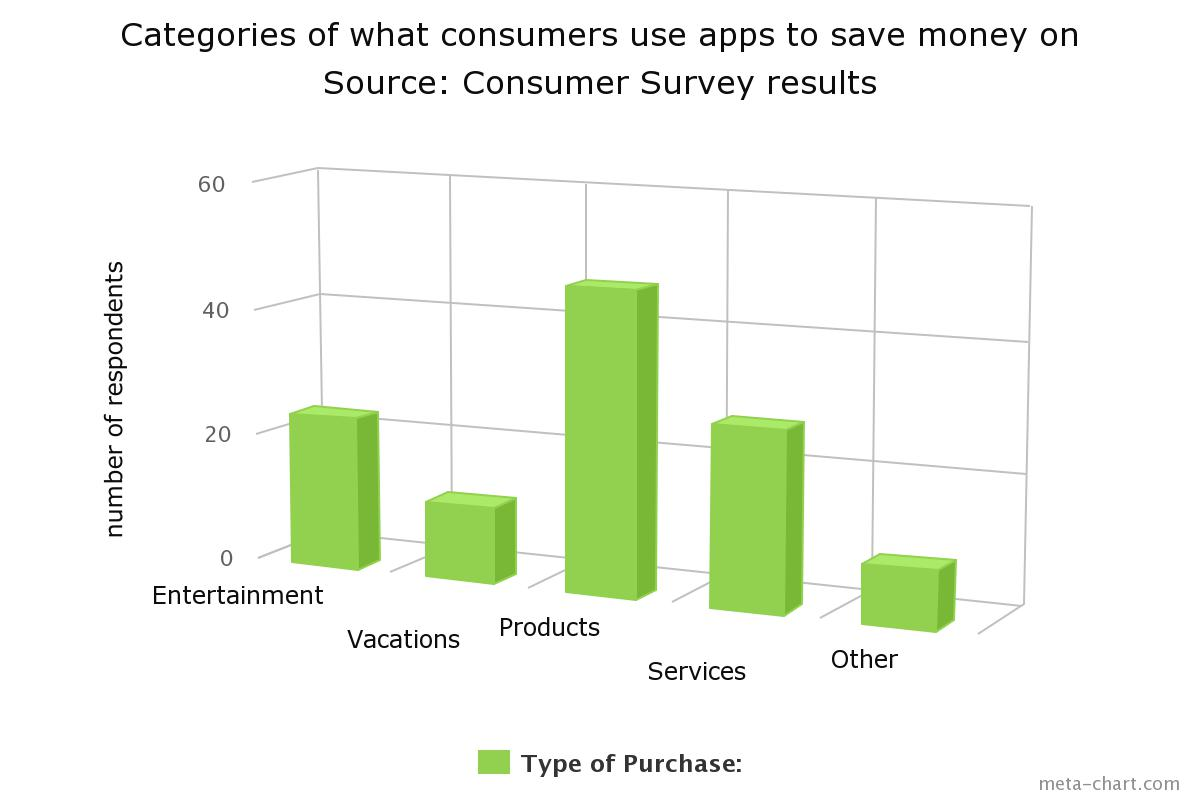 Categories of what consumers use apps to save money on
Source: Consumer Survey results
60
40
20
0
number of respondents
Entertainment
Vacations
Products
Services
Other
Type of Purchase:
meta-chart.com